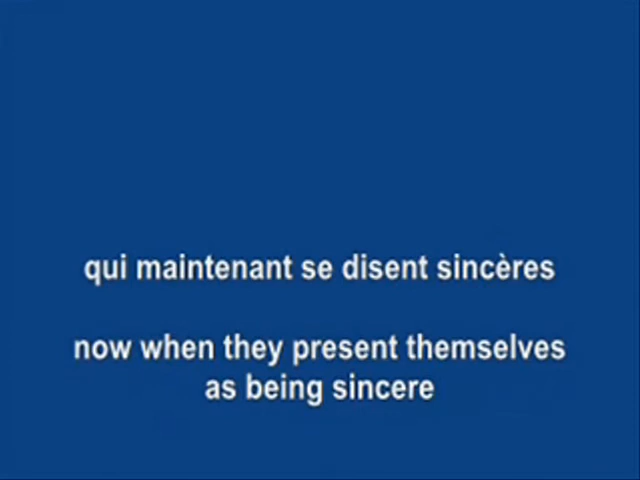 qui maintenant se disent sincères
now when they present themselves
as being sincere